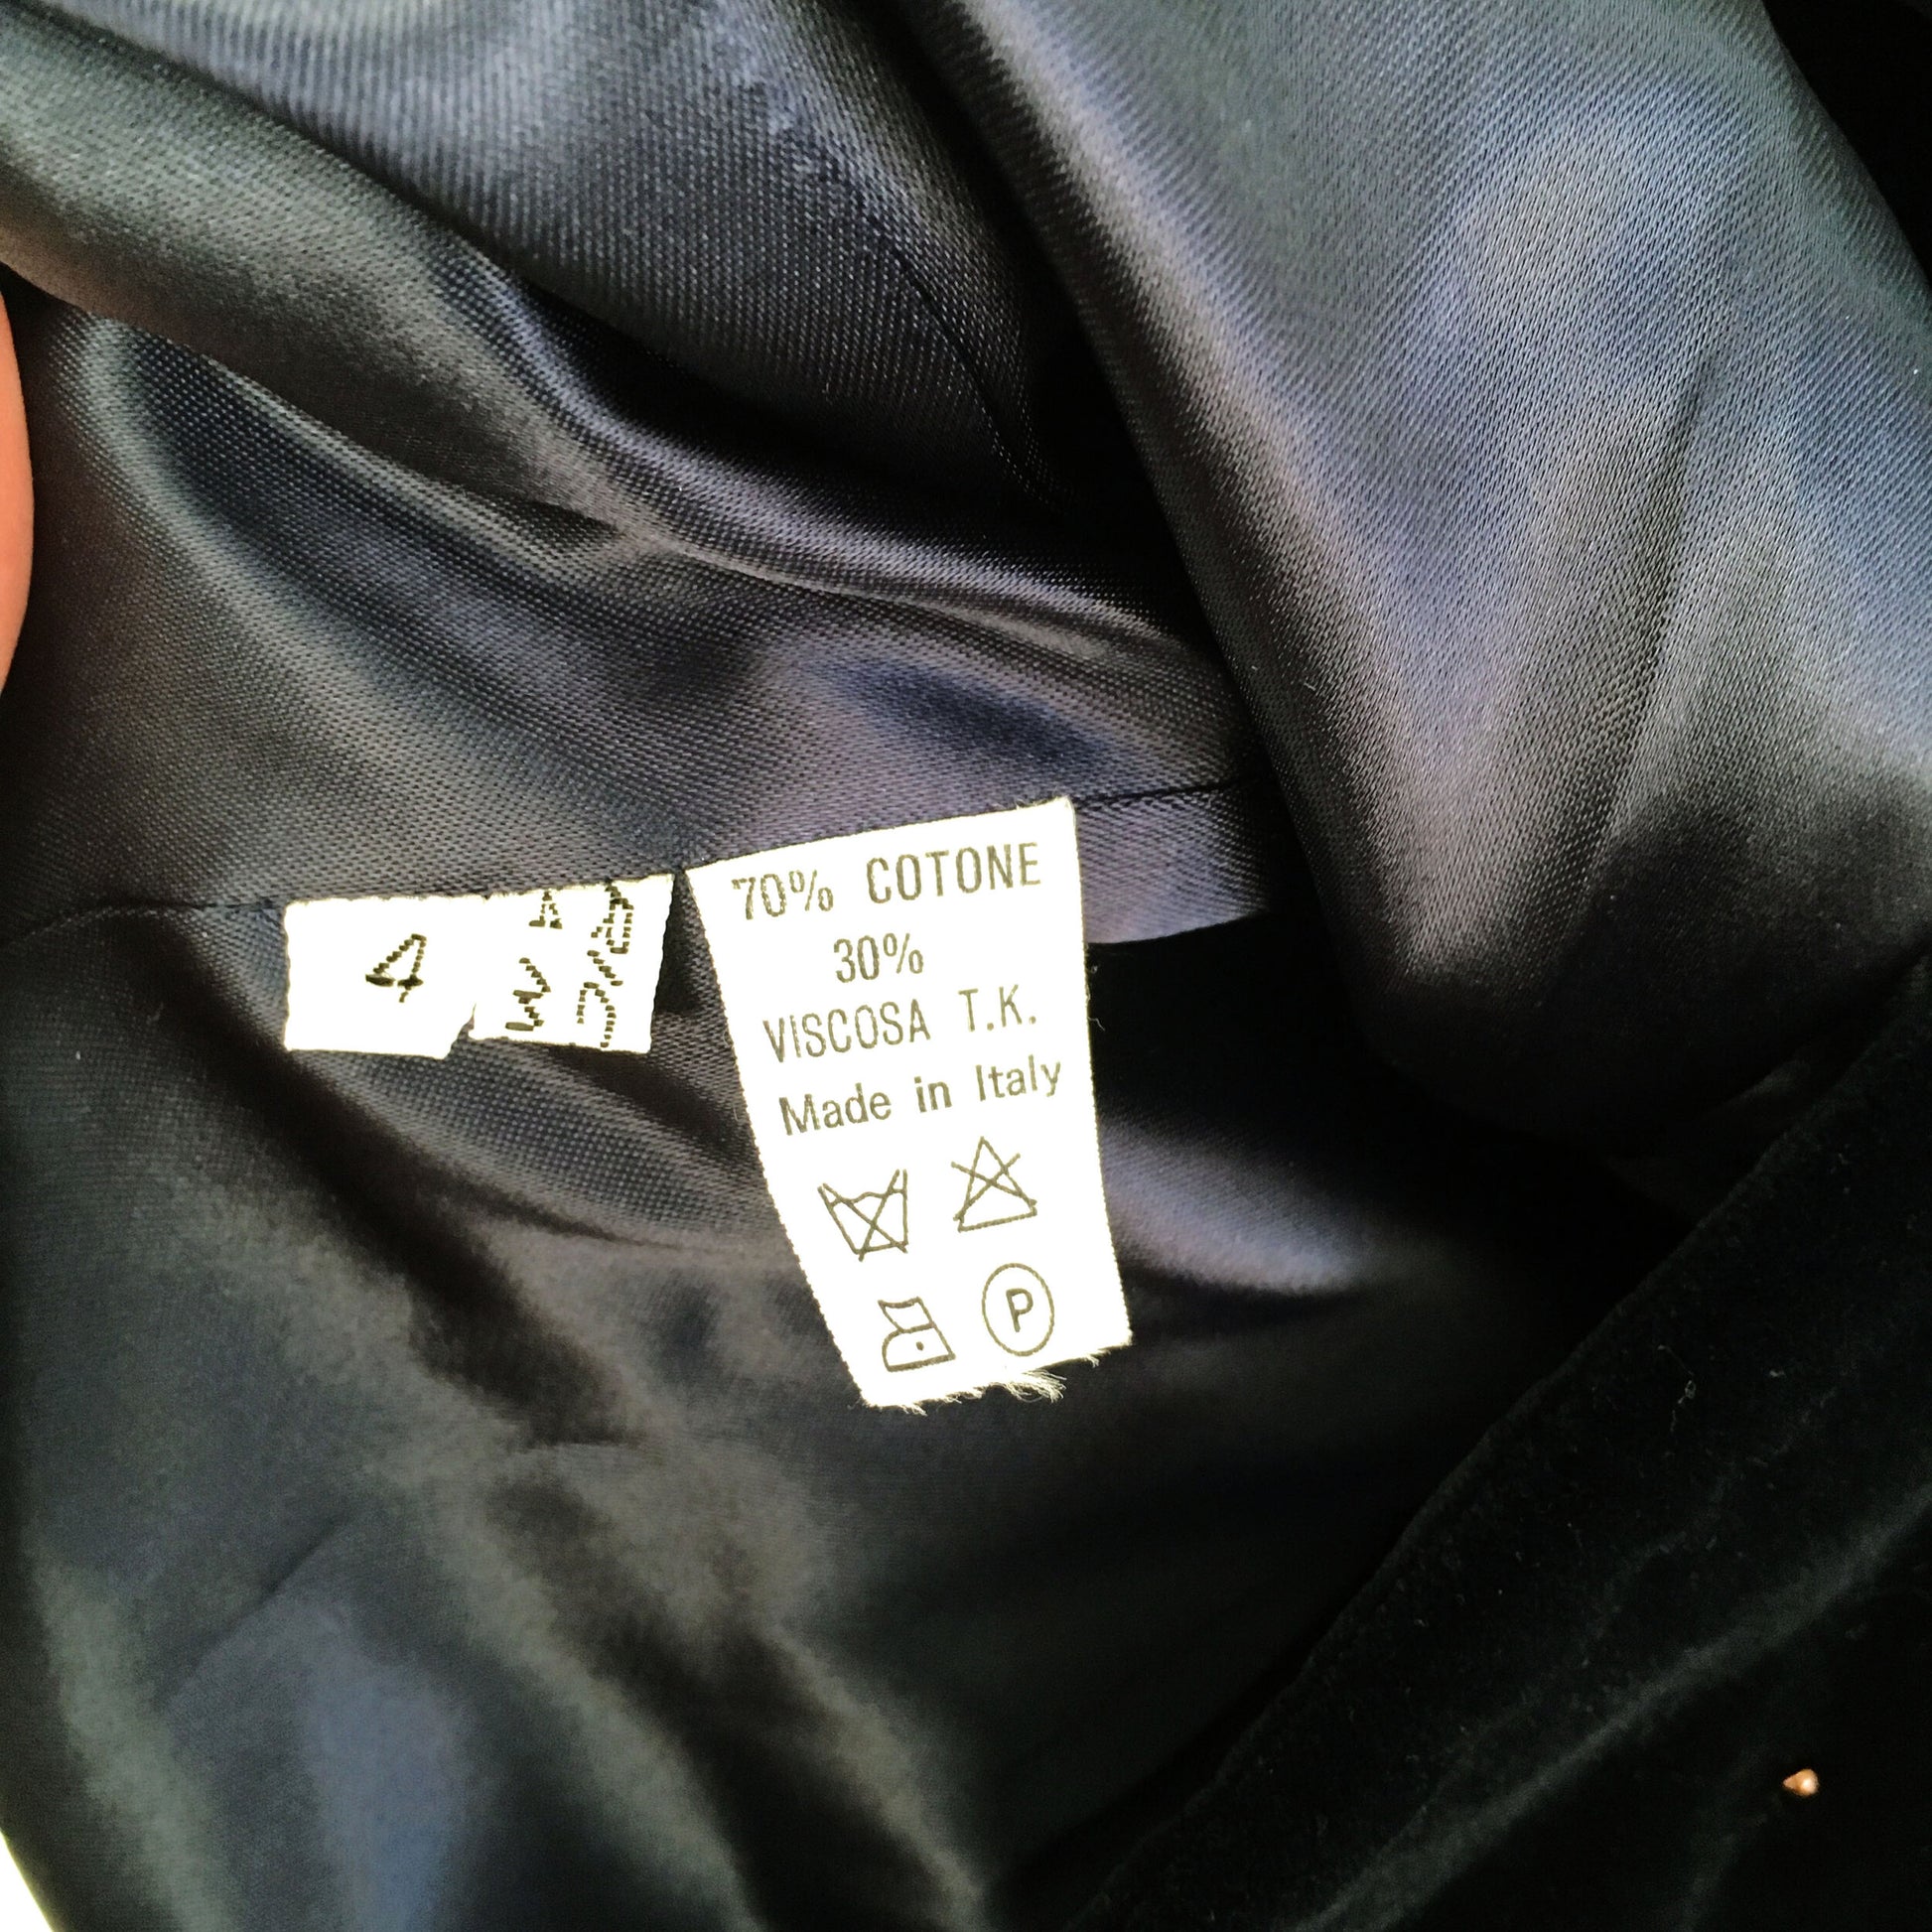 4
70% COTONE
30%
VISCOSA T.K.
Made in Italy
P